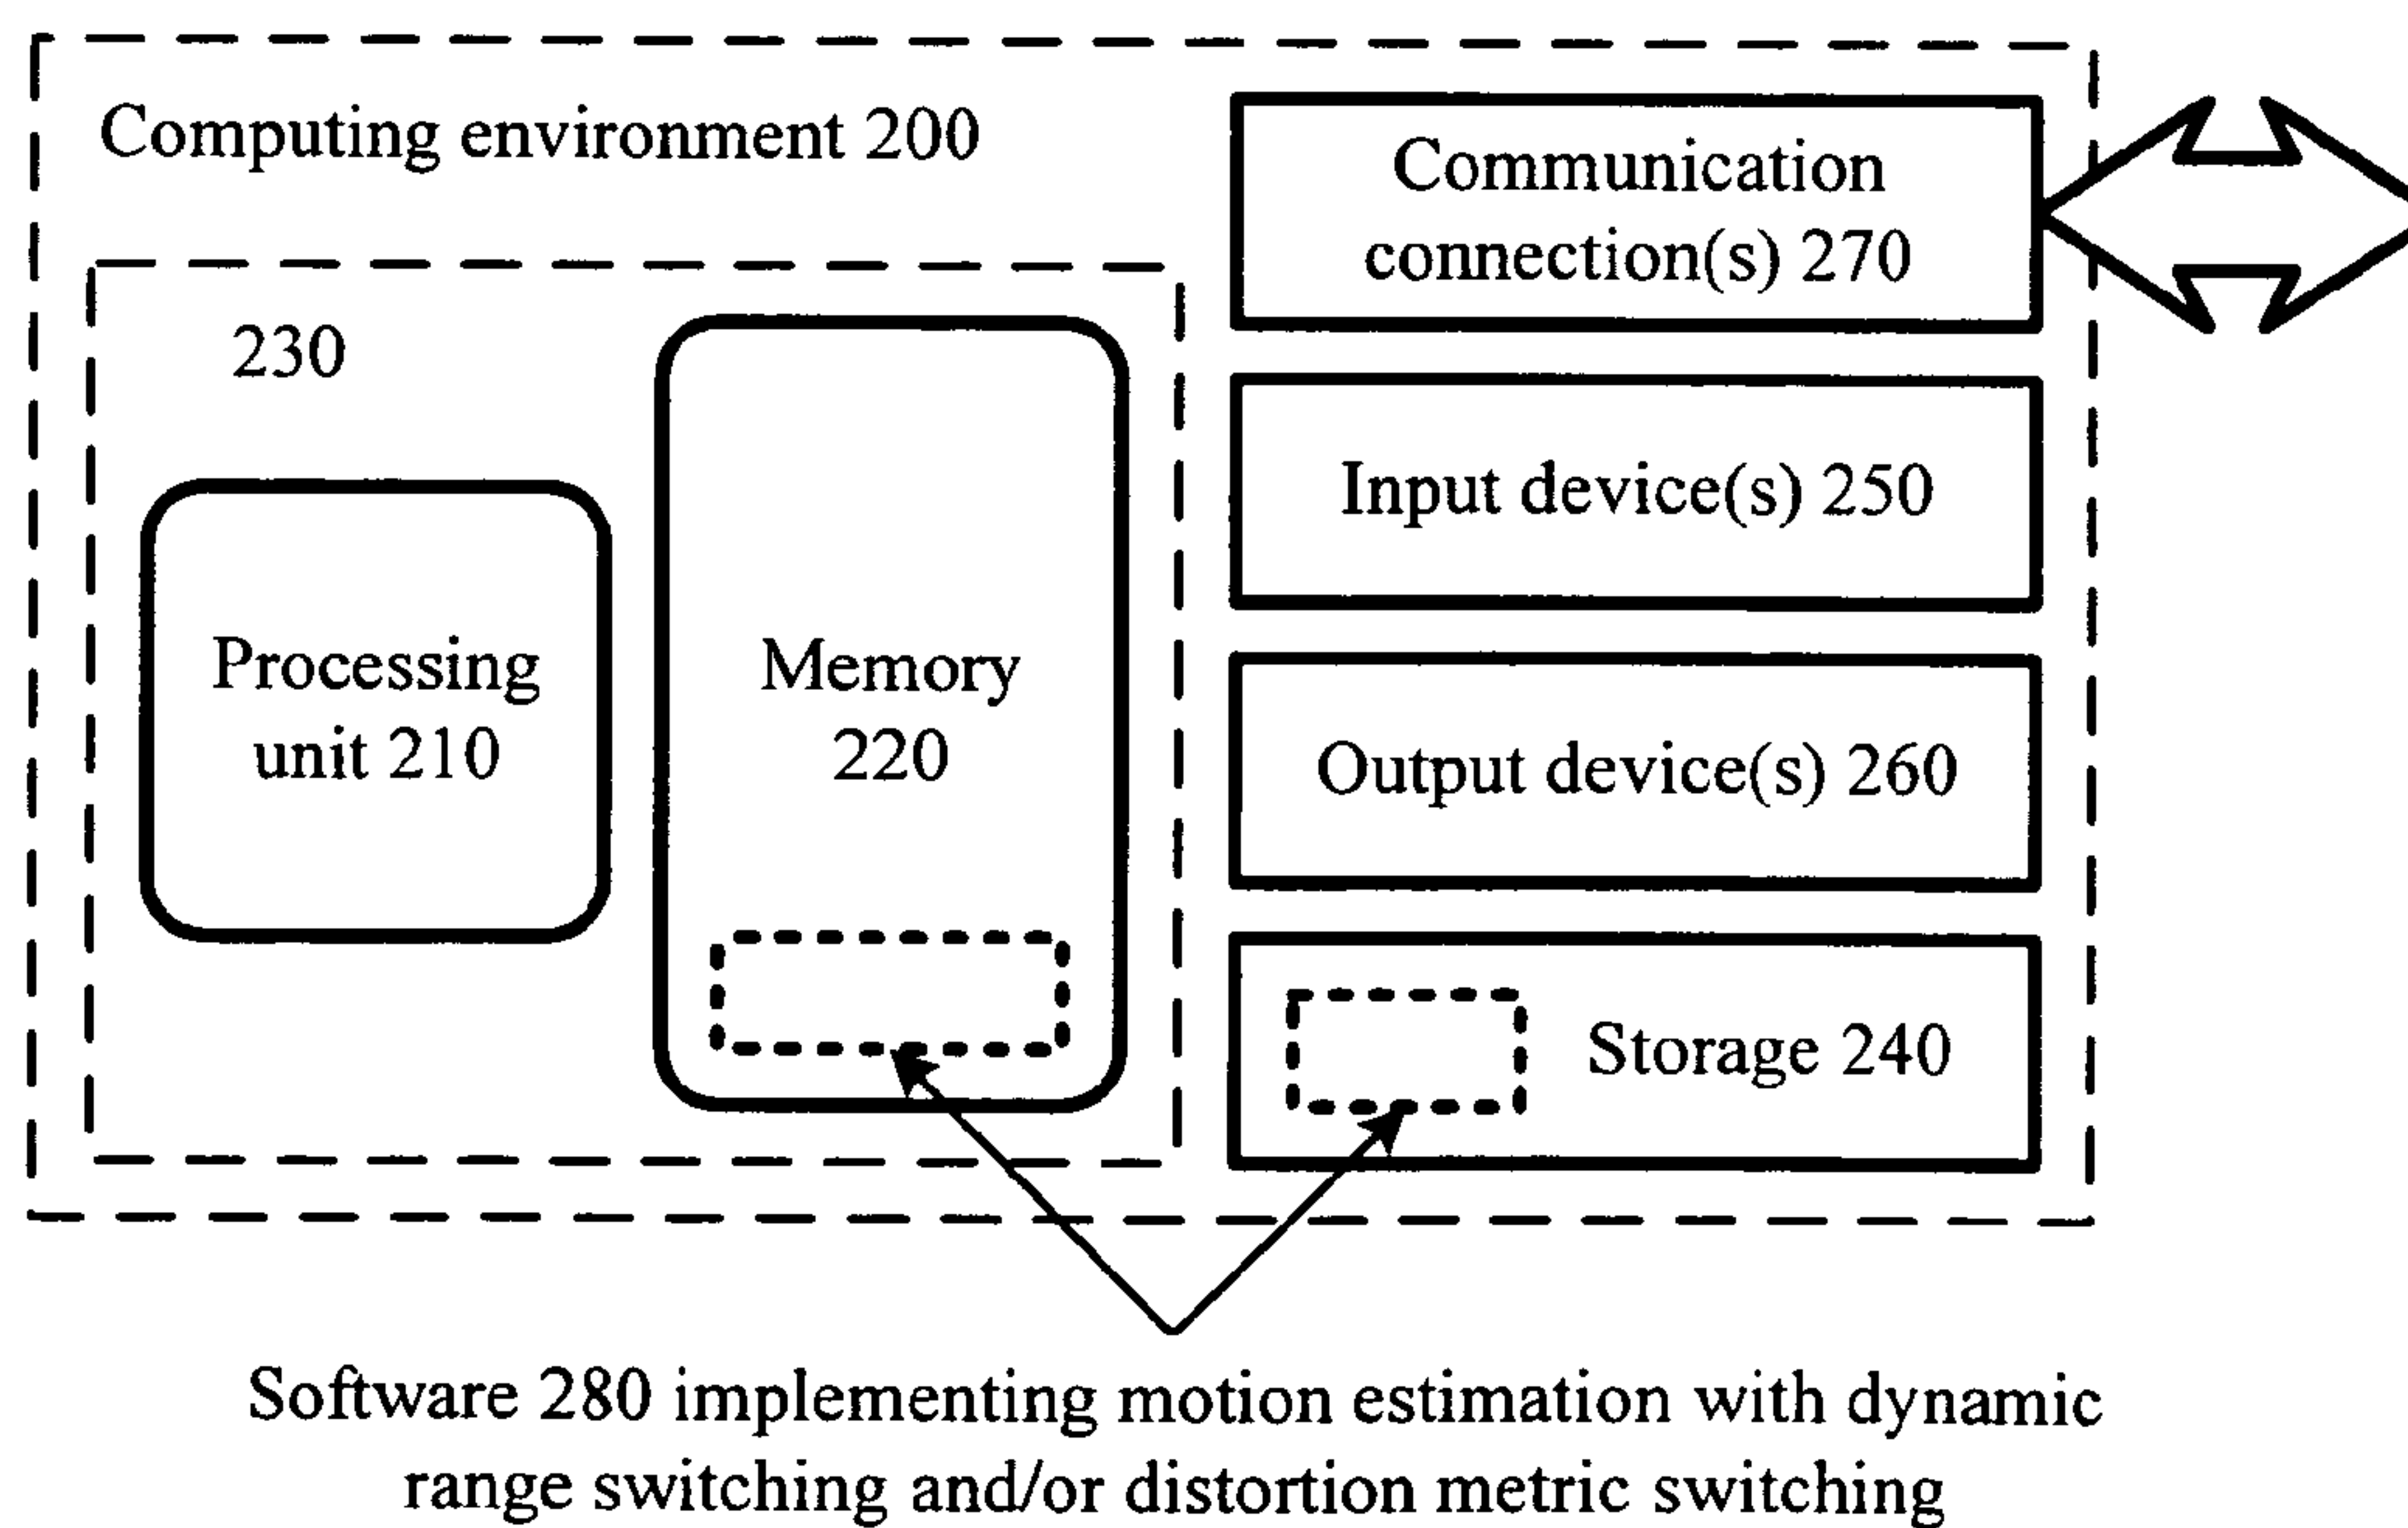 Computing environment 200
Communication
connection(s) 270
230
Input device(s) 250
Processing
unit 210
Memory
220
Output device(s) 260
Storage 240
Software 280 implementing motion estimation with dynamic
range switching and/or distortion metric switching